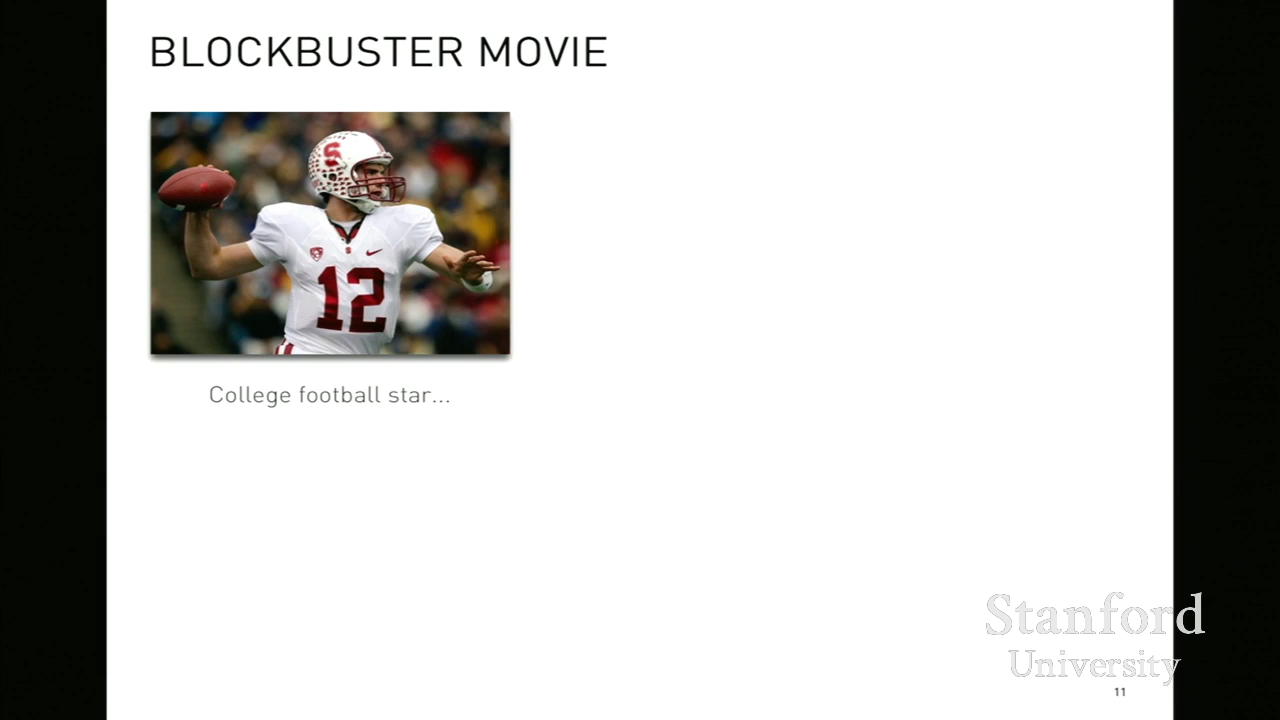 BLOCKBUSTER MOVIE
S
12
College football star...
Stanford
University
11